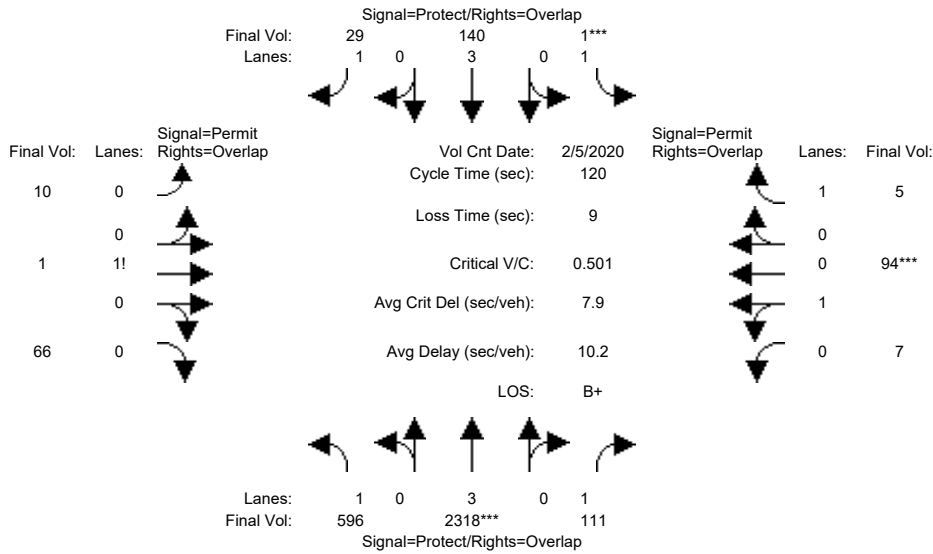 Signal=Protect/Rights=Overlap
Final Vol: 29 140 1***
Lanes: 1 0 3 0 1
Signal=Permit
Final Vol: Lanes: Rights=Overlap
Vol Cnt Date: 2/5/2020
Signal=Permit
Rights=Overlap Lanes: Final Vol:
Cycle Time (sec): 120
10 0
1 5
Loss Time (sec): 9
0
0
1 1!
Critical V/C: 0.501
0 94***
0
Avg Crit Del (sec/veh): 7.9
1
66 0
Avg Delay (sec/veh): 10.2
0 7
LOS: B+
Lanes: 1 0 3 0 1
Final Vol: 596 2318*** 111
Signal=Protect/Rights=Overlap